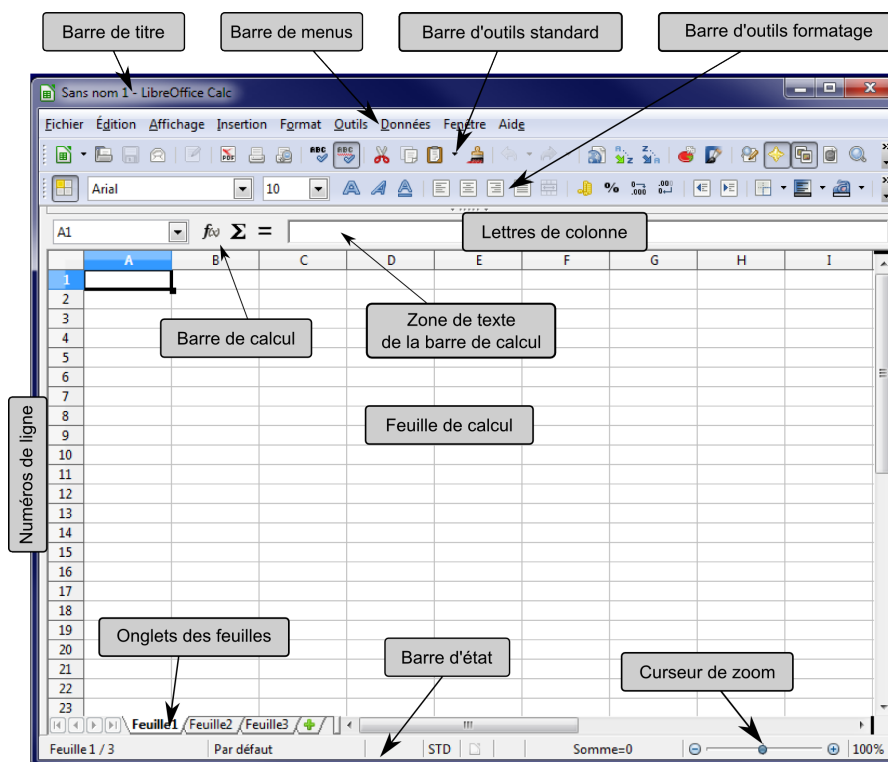 Barre de titre
Barre de menus
Barre d'outils standard
Barre d'outils formatage
Sans nom 1 - LibreOffice Calc
Fichier Édition Affichage Insertion Format Outils Données Fenêtre Aide
Arial
10
A1
f(x) Σ =
Lettres de colonne
A B C D E F G H I
1
2
3
Zone de texte
de la barre de calcul
Barre de calcul
4
5
6
7
8
Feuille de calcul
9
10
11
Numéros de ligne
12
13
14
15
16
17
18
19
Onglets des feuilles
20
Barre d'état
21
Curseur de zoom
22
23
Feuille1 Feuille2 Feuille3
Feuille 1 / 3 Par défaut STD Somme=0 100%